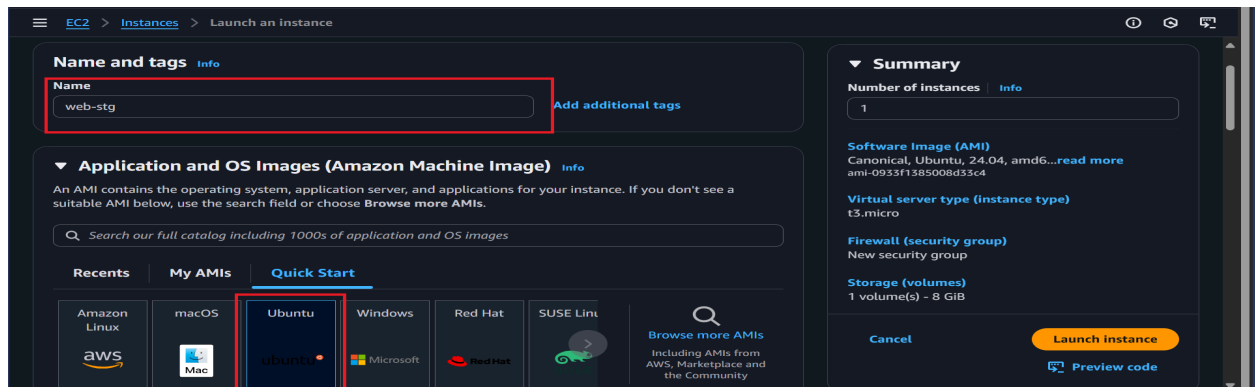 EC2 > Instances > Launch an instance
Name and tags Info
Name
web-stg
Add additional tags
Application and OS Images (Amazon Machine Image) Info
An AMI contains the operating system, application server, and applications for your instance. If you don't see a
suitable AMI below, use the search field or choose Browse more AMIs.
Search our full catalog including 1000s of application and OS images
Recents My AMIs Quick Start
Amazon
Linux
aws
macOS
Mac
Ubuntu
ubuntu
Windows
Microsoft
Red Hat
Red Hat
SUSE Linu
Browse more AMIs
Including AMIs from
AWS, Marketplace and
the Community
Summary
Number of instances Info
1
Software Image (AMI)
Canonical, Ubuntu, 24.04, amd6...read more
ami-0933f1385008d33c4
Virtual server type (instance type)
t3.micro
Firewall (security group)
New security group
Storage (volumes)
1 volume(s) - 8 GiB
Cancel
Launch instance
Preview code